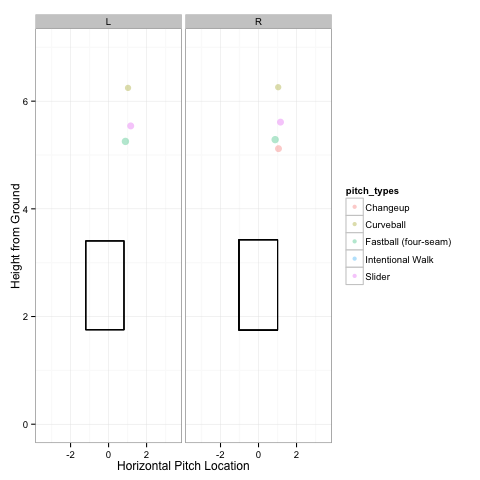 L R
6
4
2
0
Height from Ground
-2 0 2 -2 0 2
Horizontal Pitch Location
pitch_types
Changeup
Curveball
Fastball (four-seam)
Intentional Walk
Slider